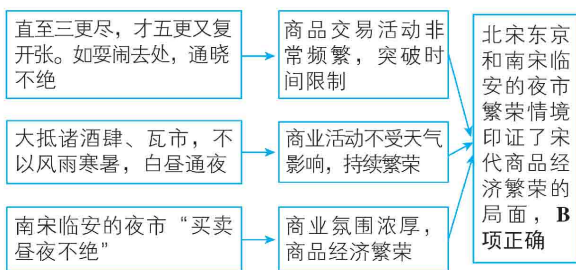 直至三更尽，才五更又复
开张。如耍闹去处，通晓
不绝
商品交易活动非
常频繁，突破时
间限制
大抵诸酒肆、瓦市，不
以风雨寒暑，白昼通夜
商业活动不受天气
影响，持续繁荣
南宋临安的夜市“买卖
昼夜不绝”
商业氛围浓厚，
商品经济繁荣
北宋东京
和南宋临
安的夜市
繁荣情境
印证了宋
代商品经
济繁荣的
局面，B
项正确